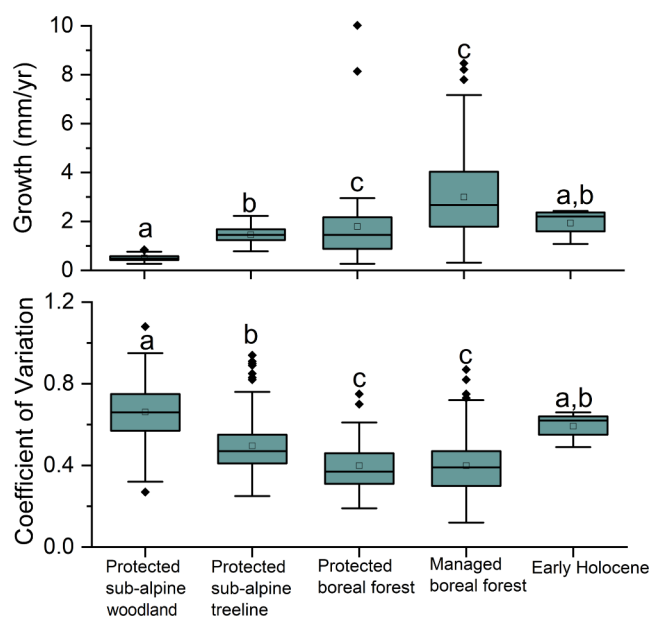 10
8
6
4
2
0
Growth (mm/yr)
a
b
c
c
a,b
1.2
0.8
0.4
0.0
Coefficient of Variation
a
b
c
c
a,b
Protected
sub-alpine
woodland
Protected
sub-alpine
treeline
Protected
boreal forest
Managed
boreal forest
Early Holocene